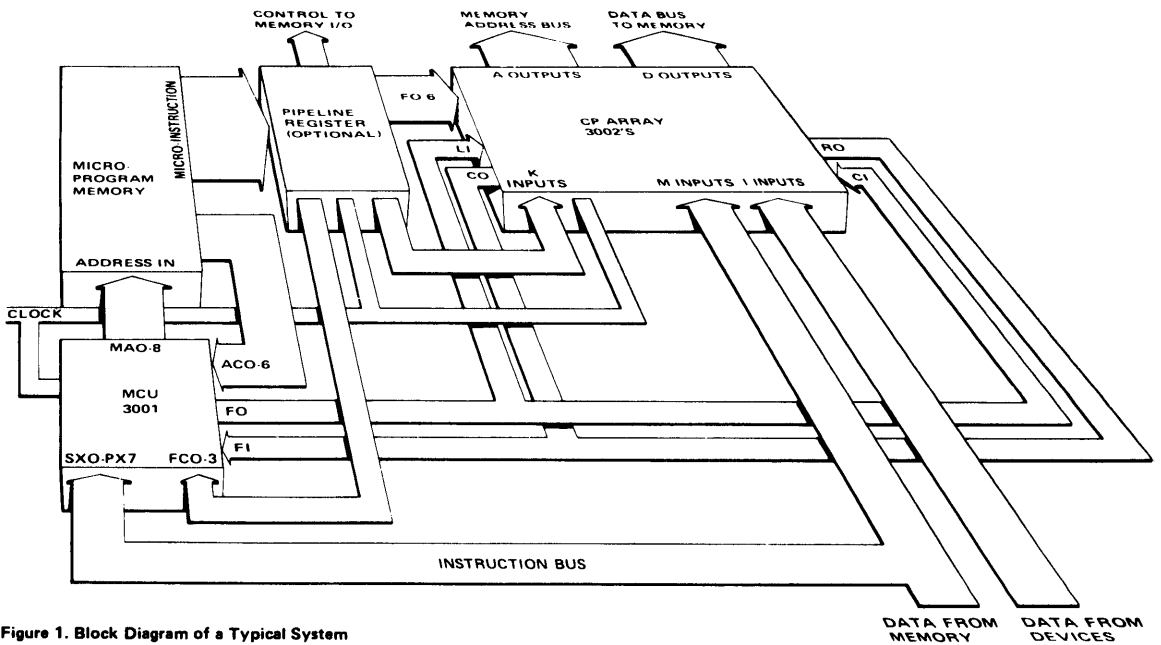 CONTROL TO
MEMORY I/O
MEMORY
ADDRESS BUS
DATA BUS
TO MEMORY
MICRO-INSTRUCTION
A OUTPUTS
D OUTPUTS
PIPELINE
REGISTER
(OPTIONAL)
FO 6
CP ARRAY
3002'S
MICRO-
PROGRAM
MEMORY
LI
CO
K
INPUTS
M INPUTS
I INPUTS
RO
CI
ADDRESS IN
CLOCK
MAO-8
ACO-6
MCU
3001
FO
FI
SXO-PX7
FCO-3
INSTRUCTION BUS
DATA FROM
MEMORY
DATA FROM
DEVICES
Figure 1. Block Diagram of a Typical System